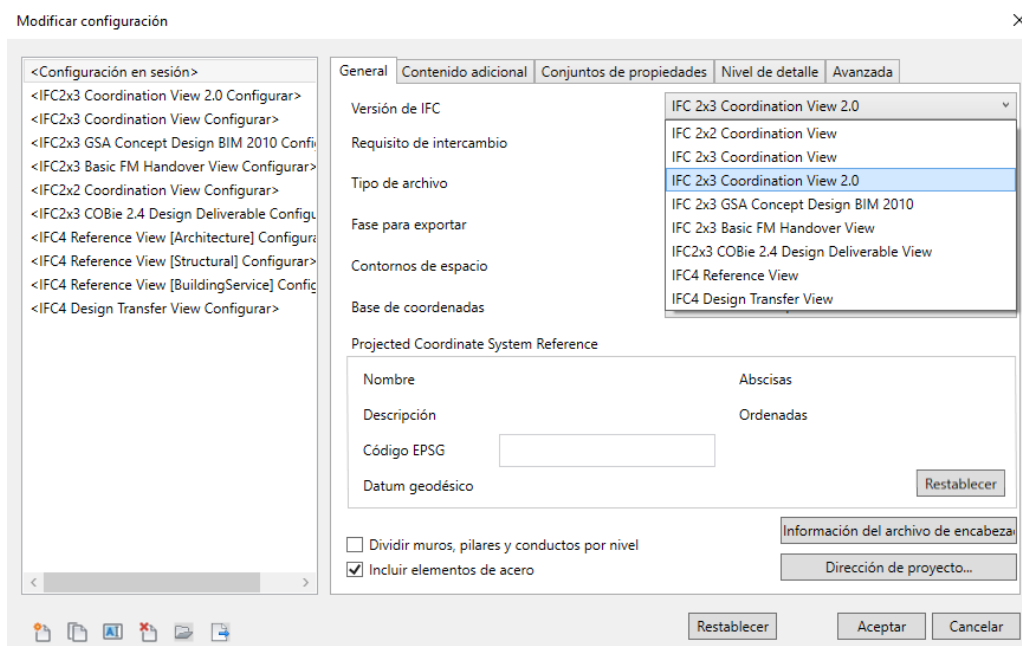 Modificar configuración
<Configuración en sesión>
<IFC2x3 Coordination View 2.0 Configurar>
<IFC2x3 Coordination View Configurar>
<IFC2x3 GSA Concept Design BIM 2010 Confi
<IFC2x3 Basic FM Handover View Configurar>
<IFC2x2 Coordination View Configurar>
<IFC2x3 COBie 2.4 Design Deliverable Configu
<IFC4 Reference View [Architecture] Configura
<IFC4 Reference View [Structural] Configurar>
<IFC4 Reference View [BuildingService] Config
<IFC4 Design Transfer View Configurar>
General Contenido adicional Conjuntos de propiedades Nivel de detalle Avanzada
Versión de IFC IFC 2x3 Coordination View 2.0
IFC 2x2 Coordination View
IFC 2x3 Coordination View
IFC 2x3 Coordination View 2.0
IFC 2x3 GSA Concept Design BIM 2010
IFC 2x3 Basic FM Handover View
IFC2x3 COBie 2.4 Design Deliverable View
IFC4 Reference View
IFC4 Design Transfer View
Requisito de intercambio
Tipo de archivo
Fase para exportar
Contornos de espacio
Base de coordenadas
Projected Coordinate System Reference
Nombre Abscisas
Descripción Ordenadas
Código EPSG
Datum geodésico Restablecer
Información del archivo de encabeza
Dividir muros, pilares y conductos por nivel
Incluir elementos de acero Dirección de proyecto...
Restablecer Aceptar Cancelar